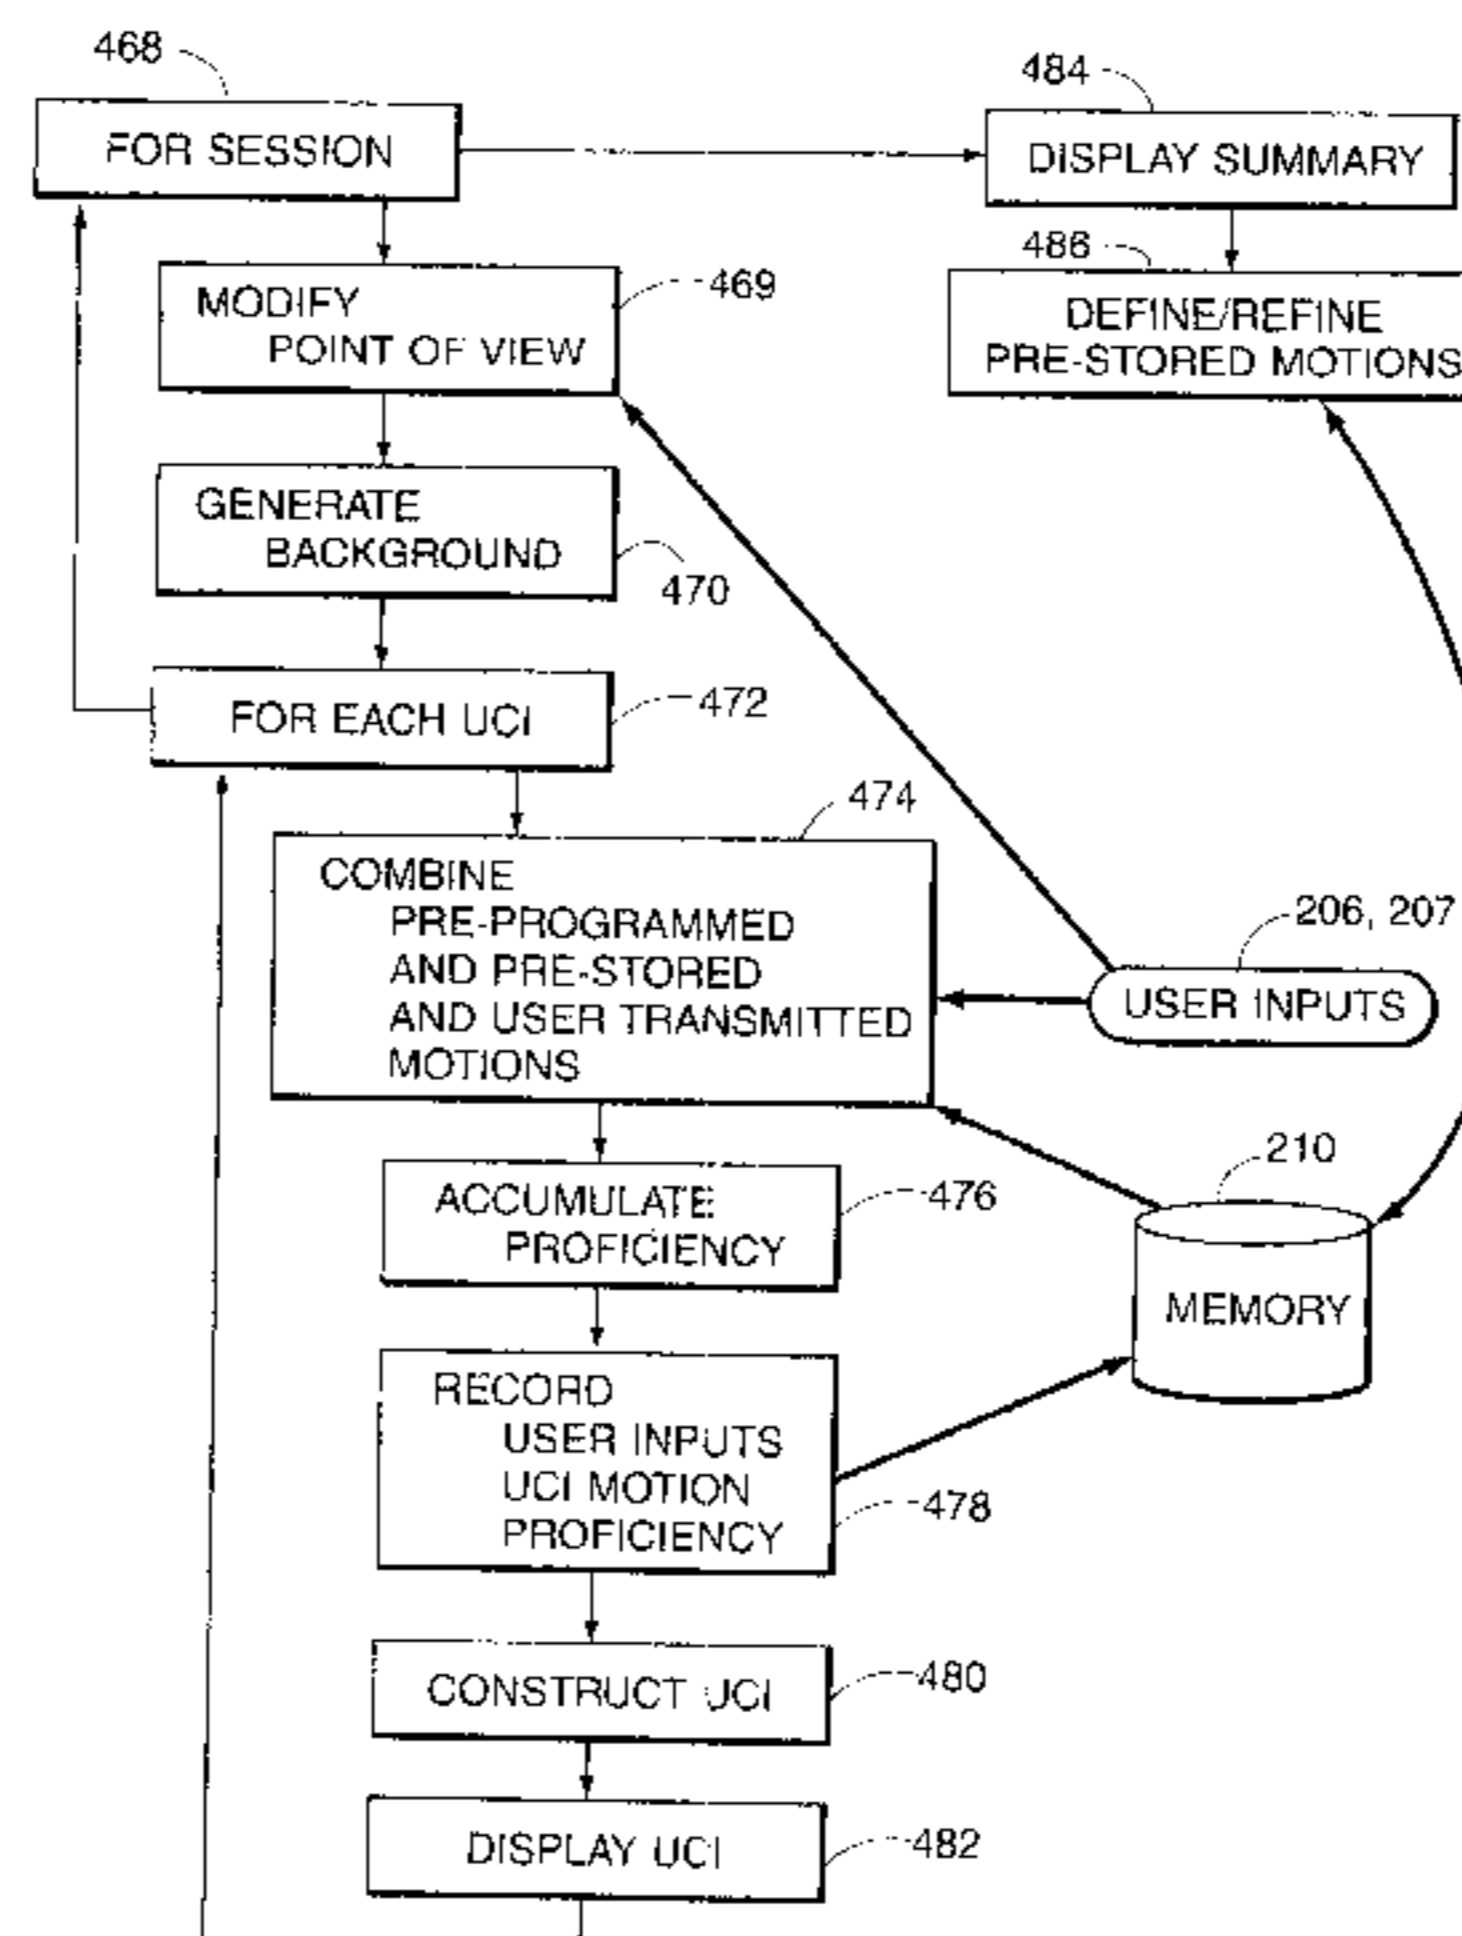 468
FOR SESSION
484
DISPLAY SUMMARY
469
MODIFY
POINT OF VIEW
486
DEFINE/REFINE
PRE-STORED MOTIONS
GENERATE
BACKGROUND
470
FOR EACH UCI
472
474
COMBINE
PRE-PROGRAMMED
AND PRE-STORED
AND USER TRANSMITTED
MOTIONS
206, 207
USER INPUTS
ACCUMULATE
PROFICIENCY
476
210
MEMORY
RECORD
USER INPUTS
UCI MOTION
PROFICIENCY
478
CONSTRUCT UCI
480
DISPLAY UCI
482